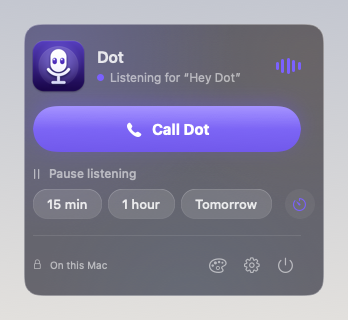 Dot
Listening for “Hey Dot”
Call Dot
Pause listening
15 min 1 hour Tomorrow
On this Mac